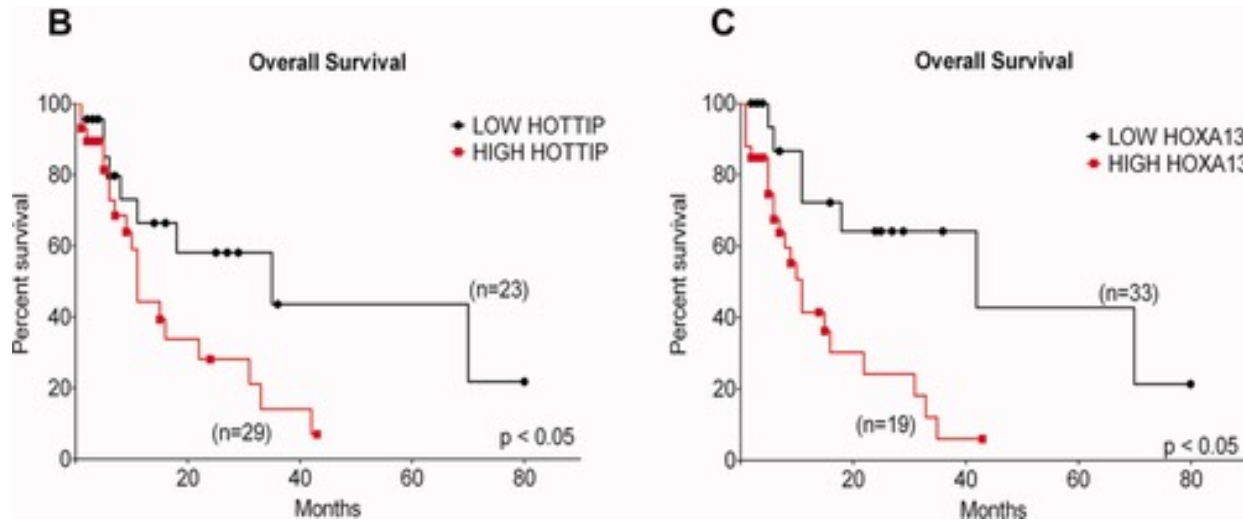 B
Overall Survival
LOW HOTTIP
HIGH HOTTIP
Percent survival
100
80
60
40
20
0
(n=23)
(n=29)
p < 0.05
20
40
60
80
Months
C
Overall Survival
LOW HOXA13
HIGH HOXA13
Percent survival
100
80
60
40
20
0
(n=33)
(n=19)
p < 0.05
20
40
60
80
Months